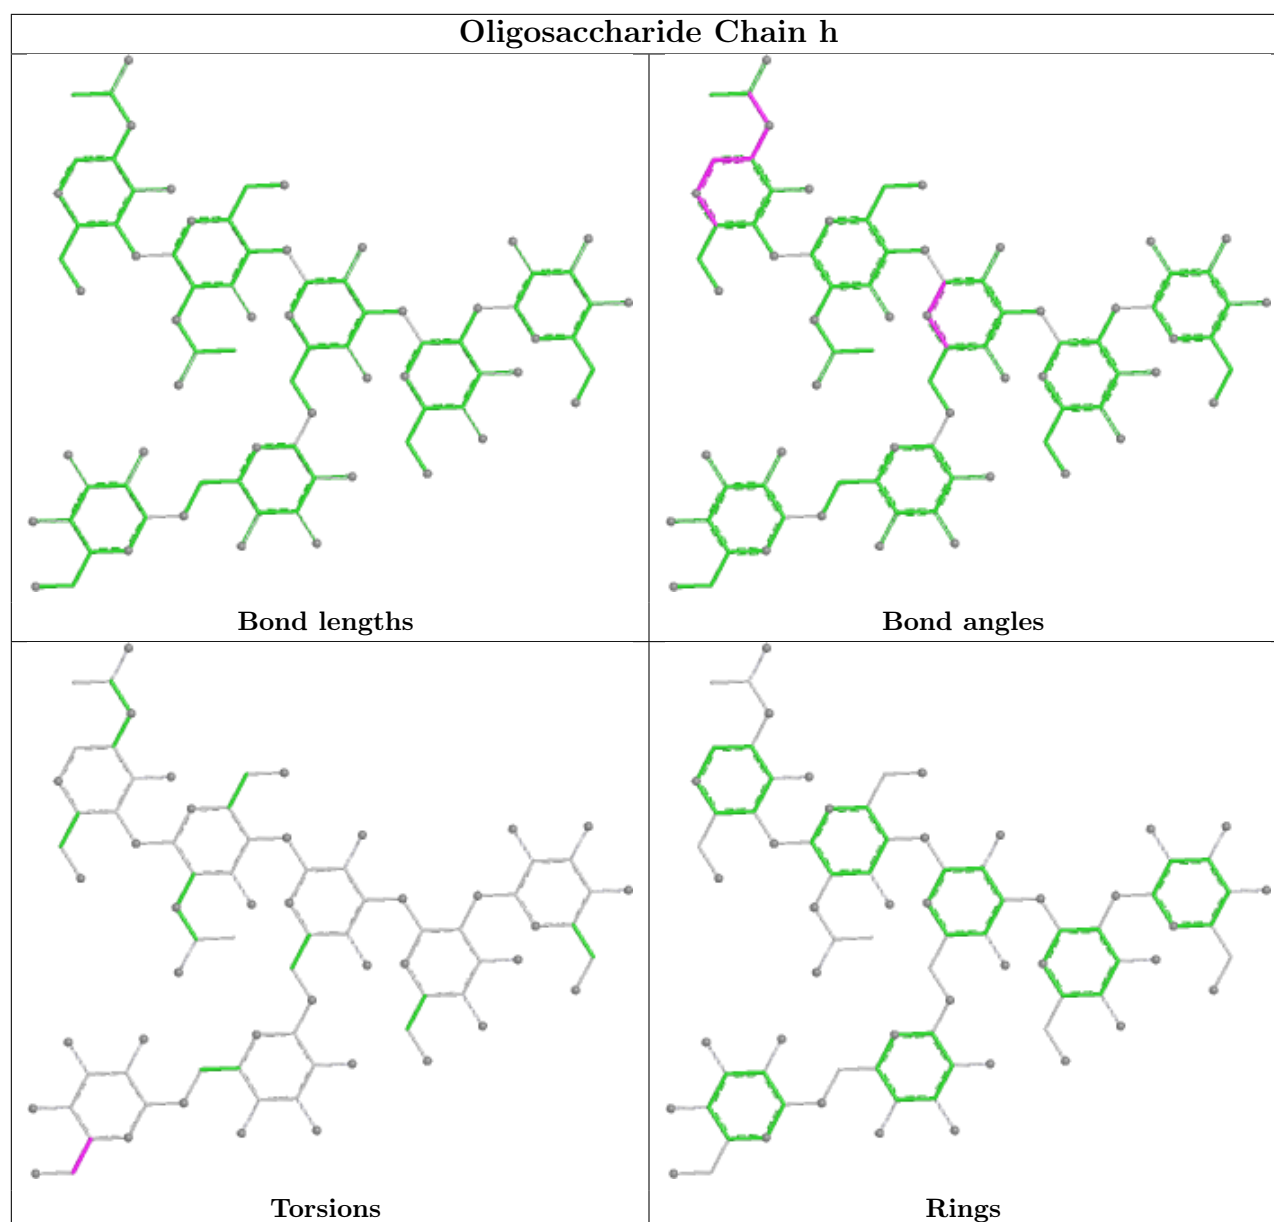 Oligosaccharide Chain h
Bond lengths
Bond angles
Torsions
Rings